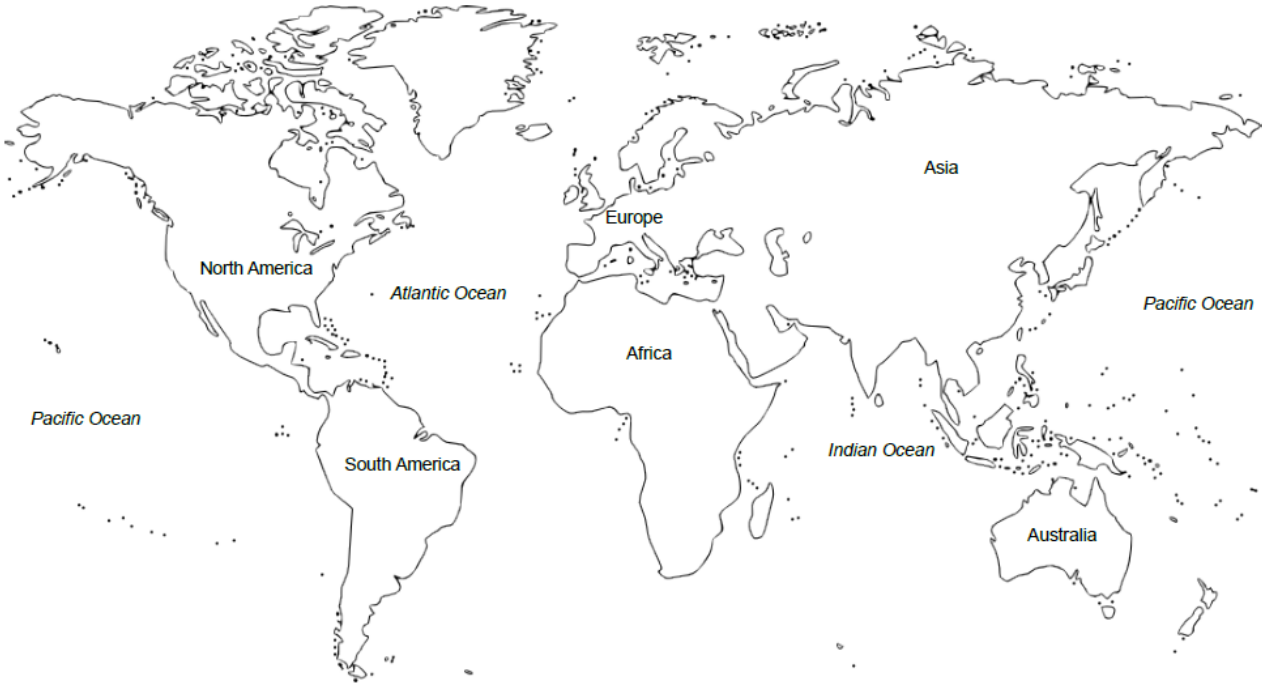 Asia
Europe
North America
Atlantic Ocean
Pacific Ocean
Africa
Pacific Ocean
Indian Ocean
South America
Australia